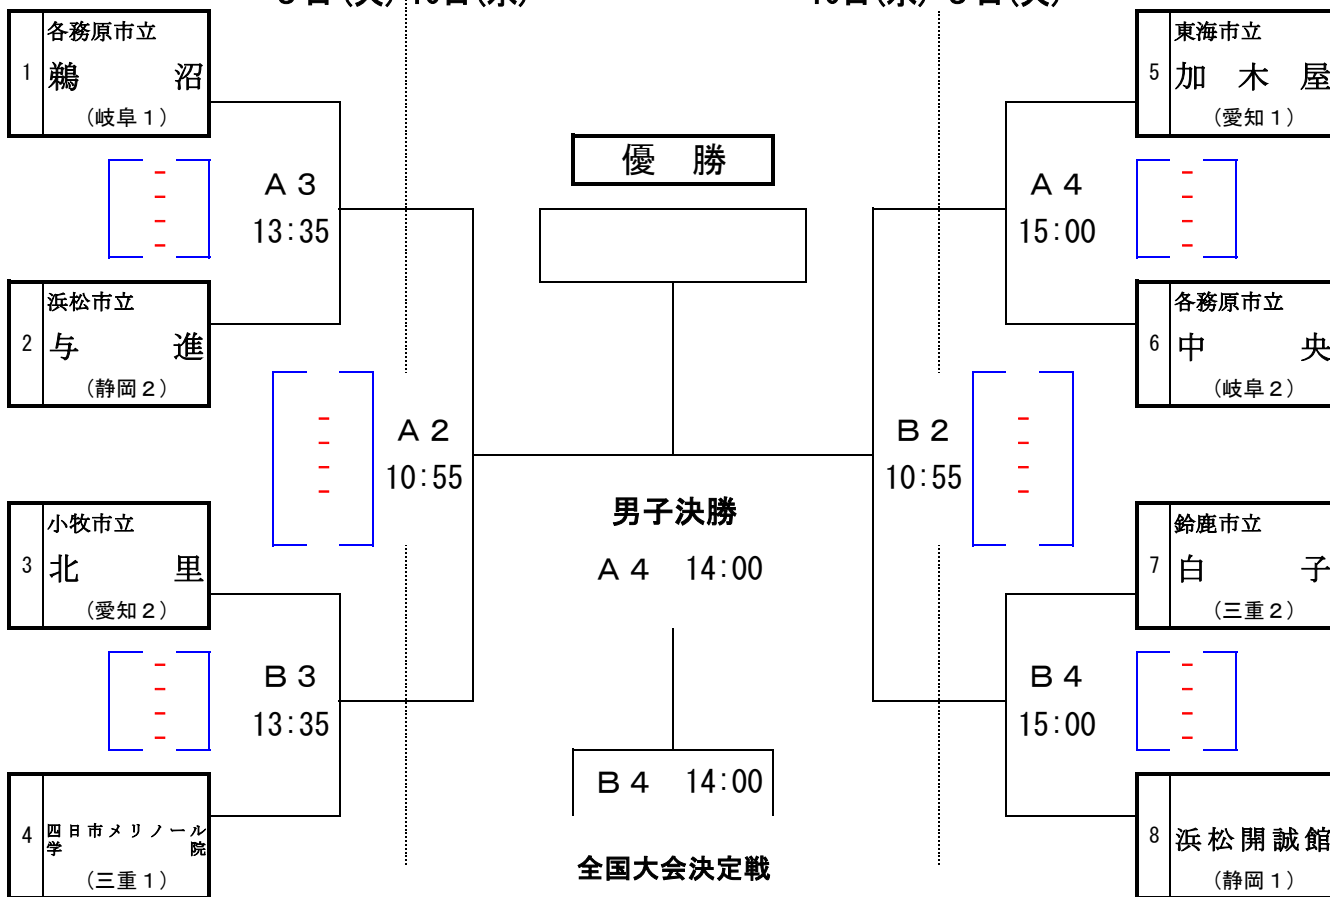 1
各務原市立
鵜沼
（岐阜１）
Ａ３
13:35
2
浜松市立
与進
（静岡２）
Ａ２
10:55
3
小牧市立
北里
（愛知２）
Ｂ３
13:35
4
四日市メリノール
学院
（三重１）
優勝
男子決勝
Ａ４ 14:00
Ｂ４ 14:00
全国大会決定戦
5
東海市立
加木屋
（愛知１）
Ａ４
15:00
6
各務原市立
中央
（岐阜２）
Ｂ２
10:55
7
鈴鹿市立
白子
（三重２）
Ｂ４
15:00
8
浜松開誠館
（静岡１）